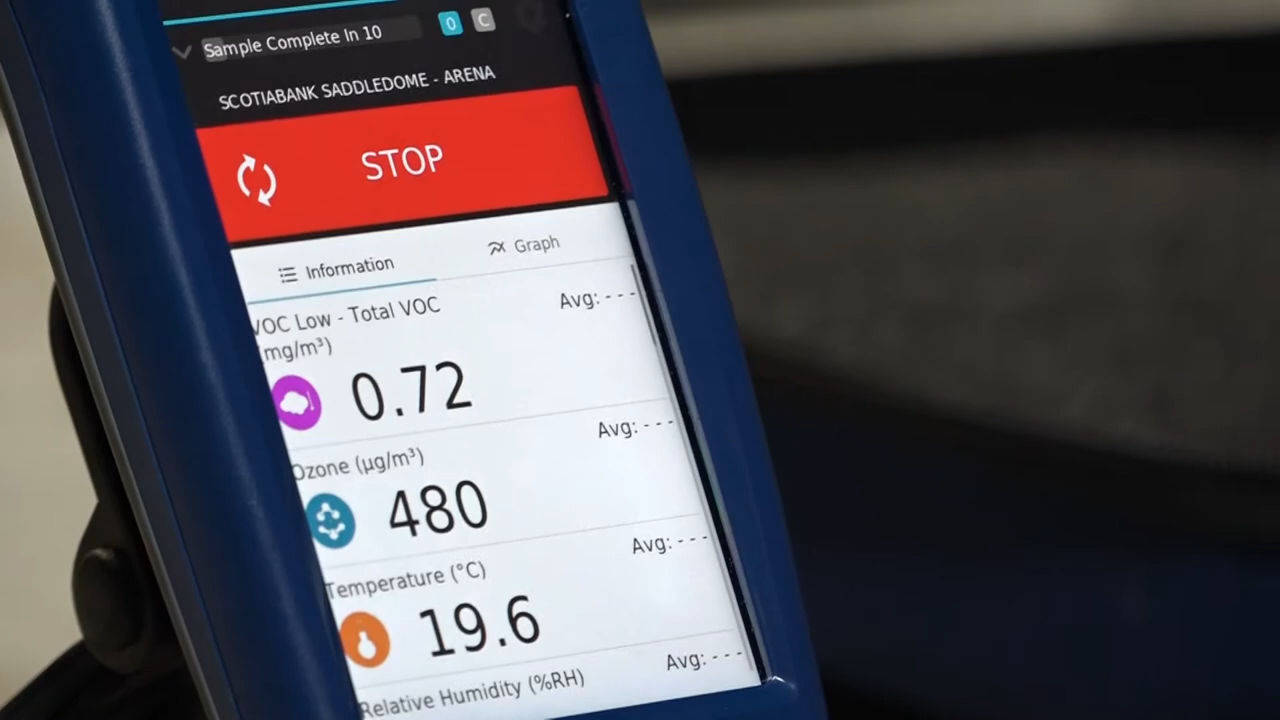 Sample Complete In 10
0
C
SCOTIABANK SADDLEDOME - ARENA
STOP
Information
Graph
VOC Low - Total VOC
(mg/m³)
Avg: - - -
0.72
Avg: - - -
Ozone (µg/m³)
480
Avg: - - -
Temperature (°C)
19.6
Avg: - - -
Relative Humidity (%RH)